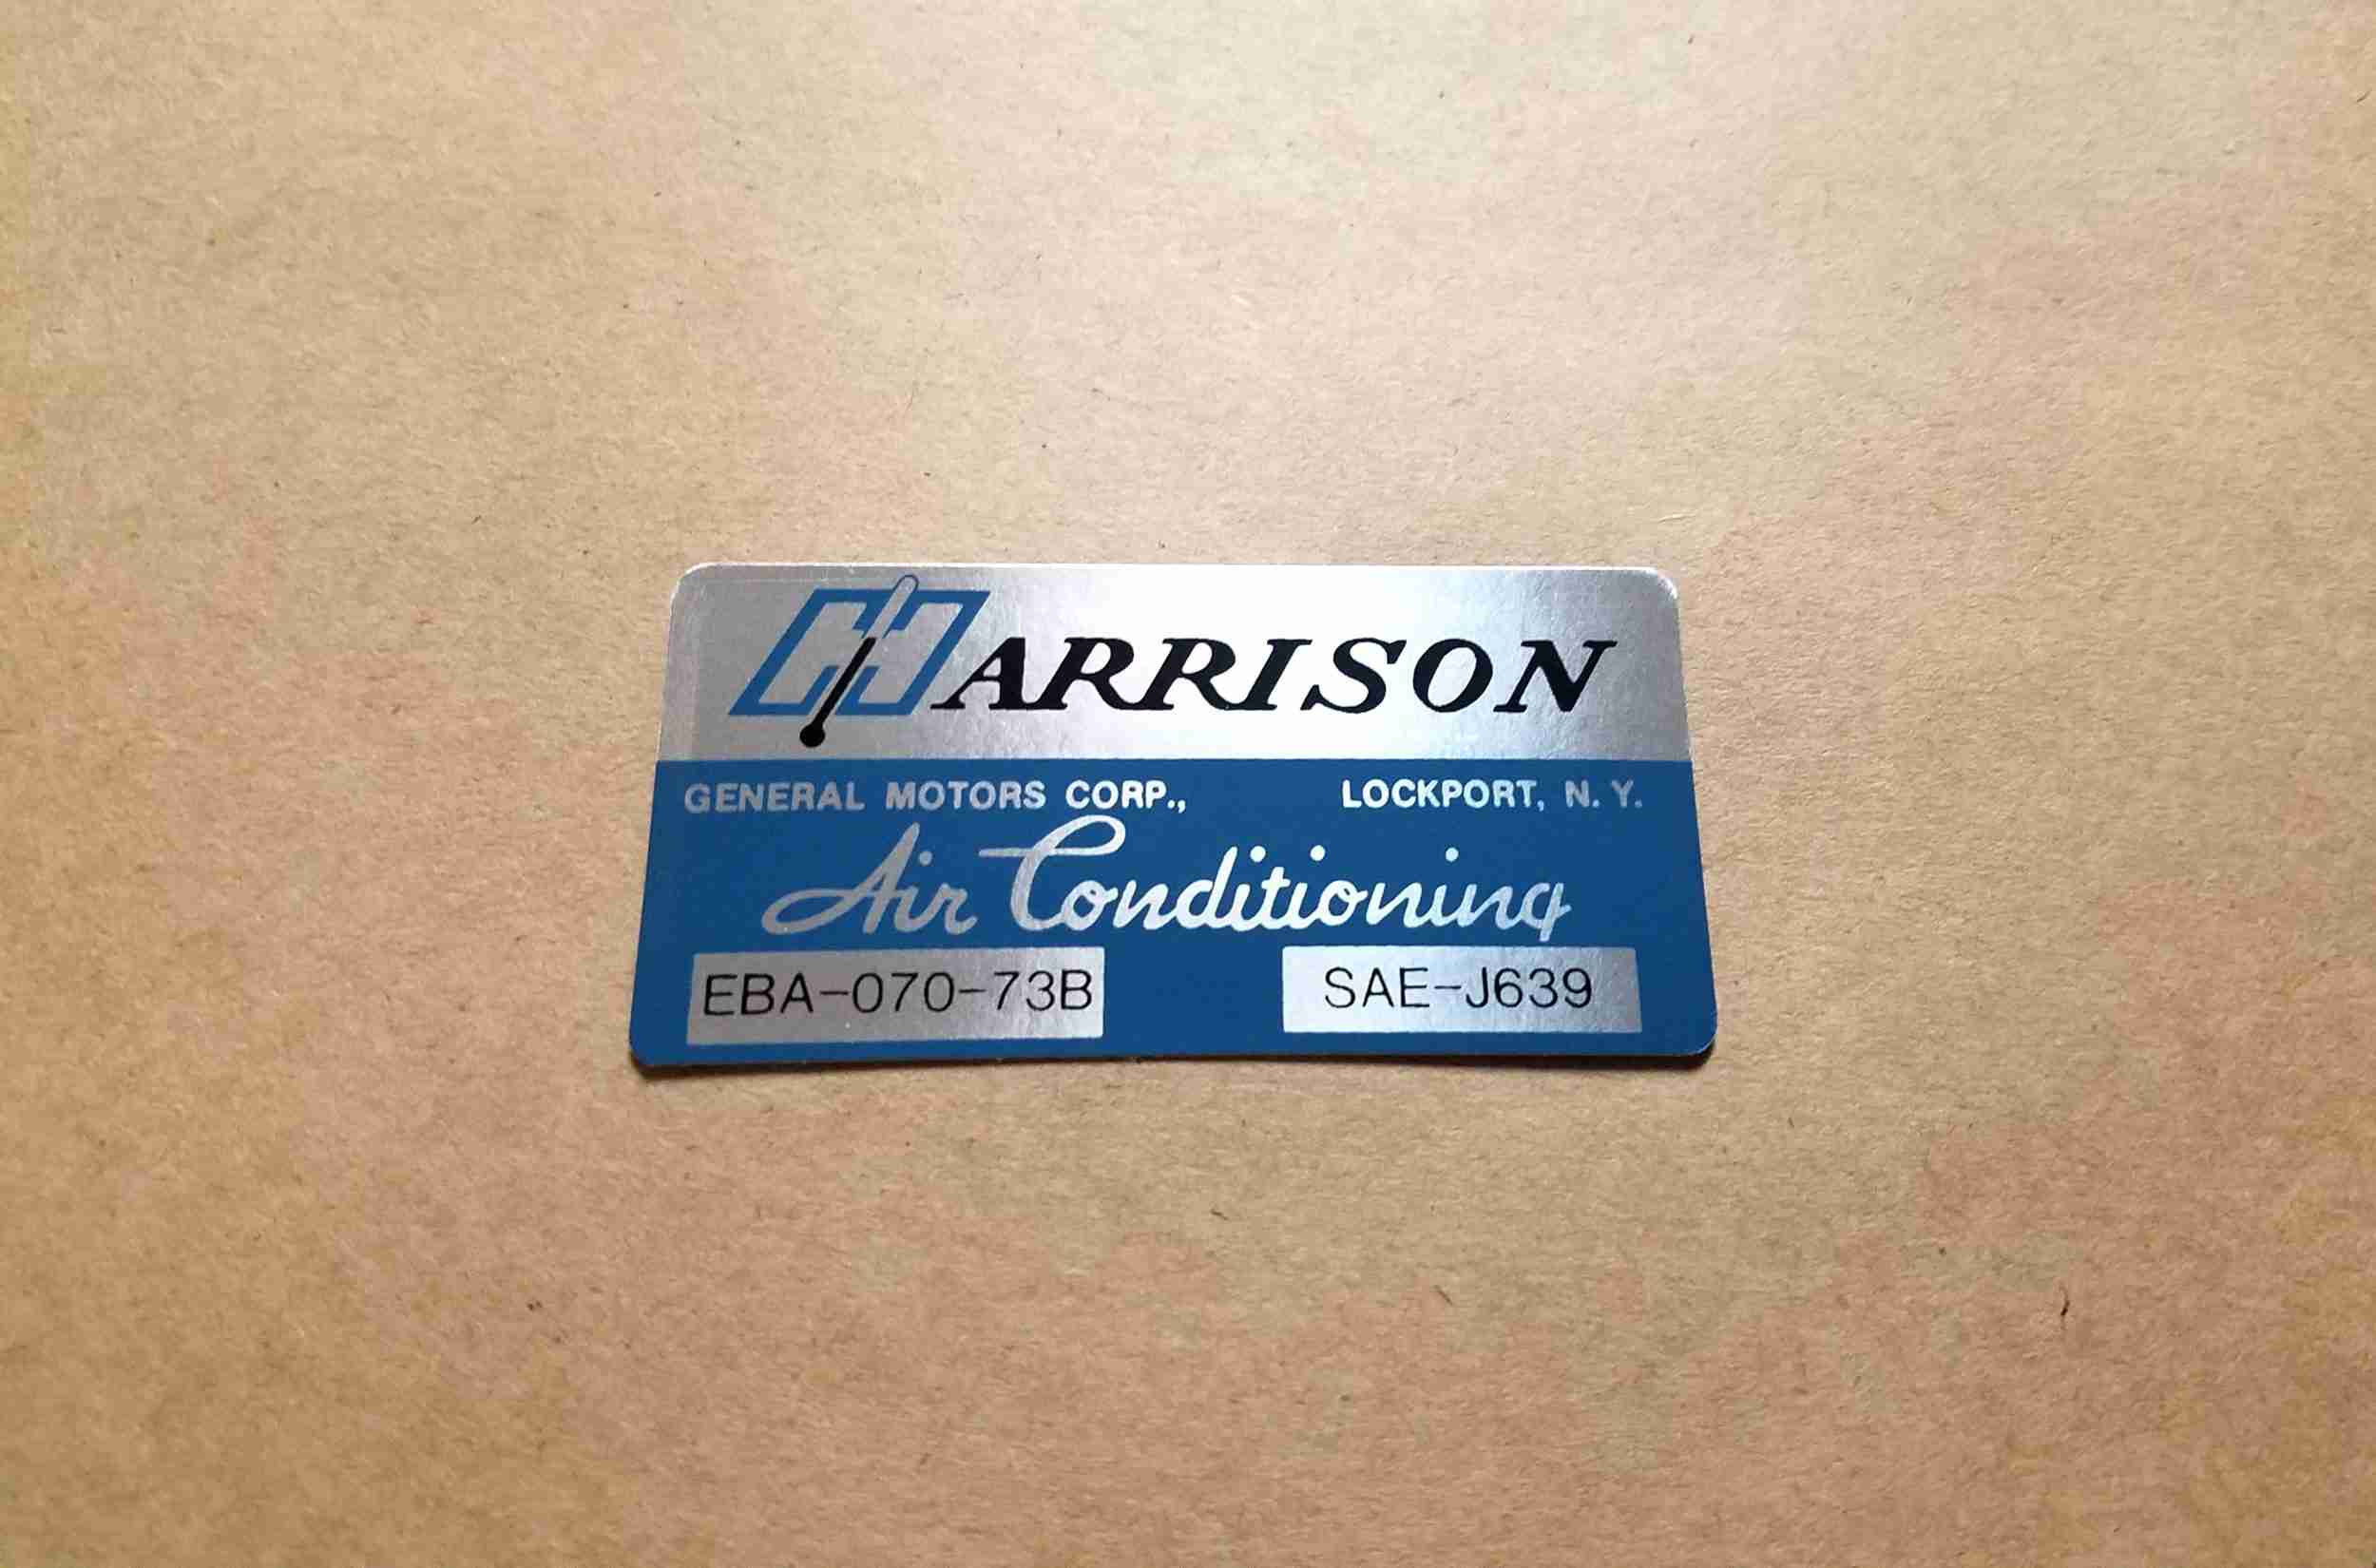 HARRISON
GENERAL MOTORS CORP., LOCKPORT, N. Y.
Air Conditioning
EBA-070-73B SAE-J639